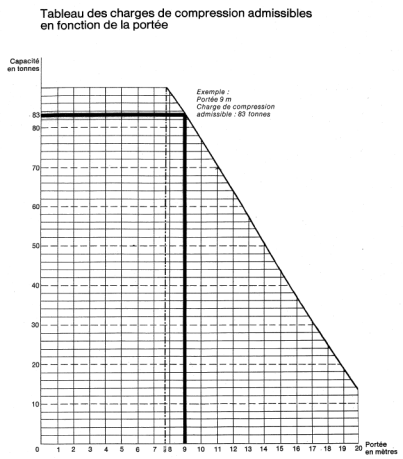 Tableau des charges de compression admissibles
en fonction de la portée
Capacité
en tonnes
Exemple :
Portée 9 m
Charge de compression
admissible : 83 tonnes
83
80
70
60
50
40
30
20
10
0 1 2 3 4 5 6 7 8 9 10 11 12 13 14 15 16 17 18 19 20
Portée
en mètres